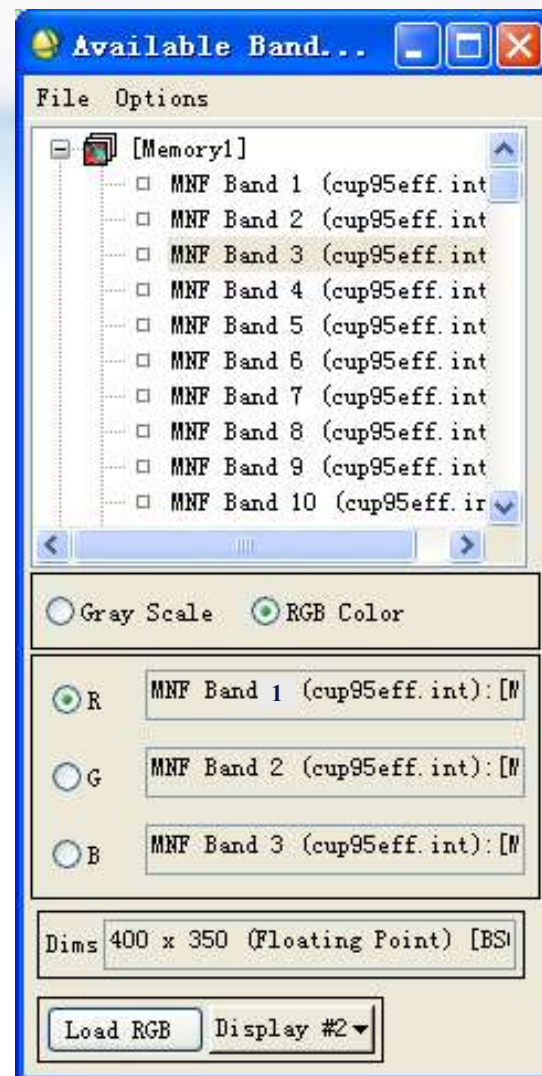 Available Band...
File Options
[Memory1]
MNF Band 1 (cup95eff.int
MNF Band 2 (cup95eff.int
MNF Band 3 (cup95eff.int
MNF Band 4 (cup95eff.int
MNF Band 5 (cup95eff.int
MNF Band 6 (cup95eff.int
MNF Band 7 (cup95eff.int
MNF Band 8 (cup95eff.int
MNF Band 9 (cup95eff.int
MNF Band 10 (cup95eff.ir
Gray Scale RGB Color
R MNF Band 1 (cup95eff.int):[M
G MNF Band 2 (cup95eff.int):[M
B MNF Band 3 (cup95eff.int):[M
Dims 400 x 350 (Floating Point) [BSQ
Load RGB Display #2